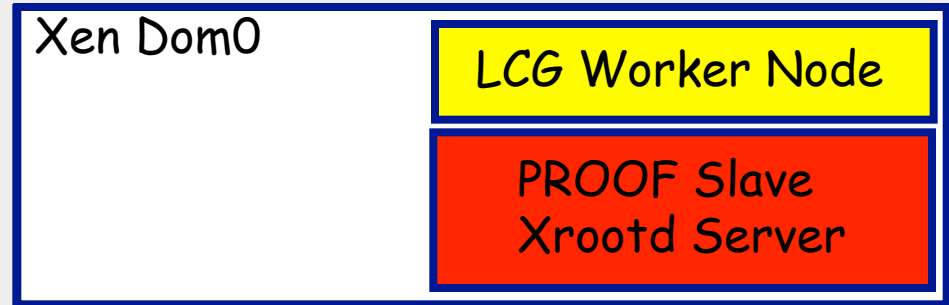 Xen Dom0
LCG Worker Node
PROOF Slave
Xrootd Server